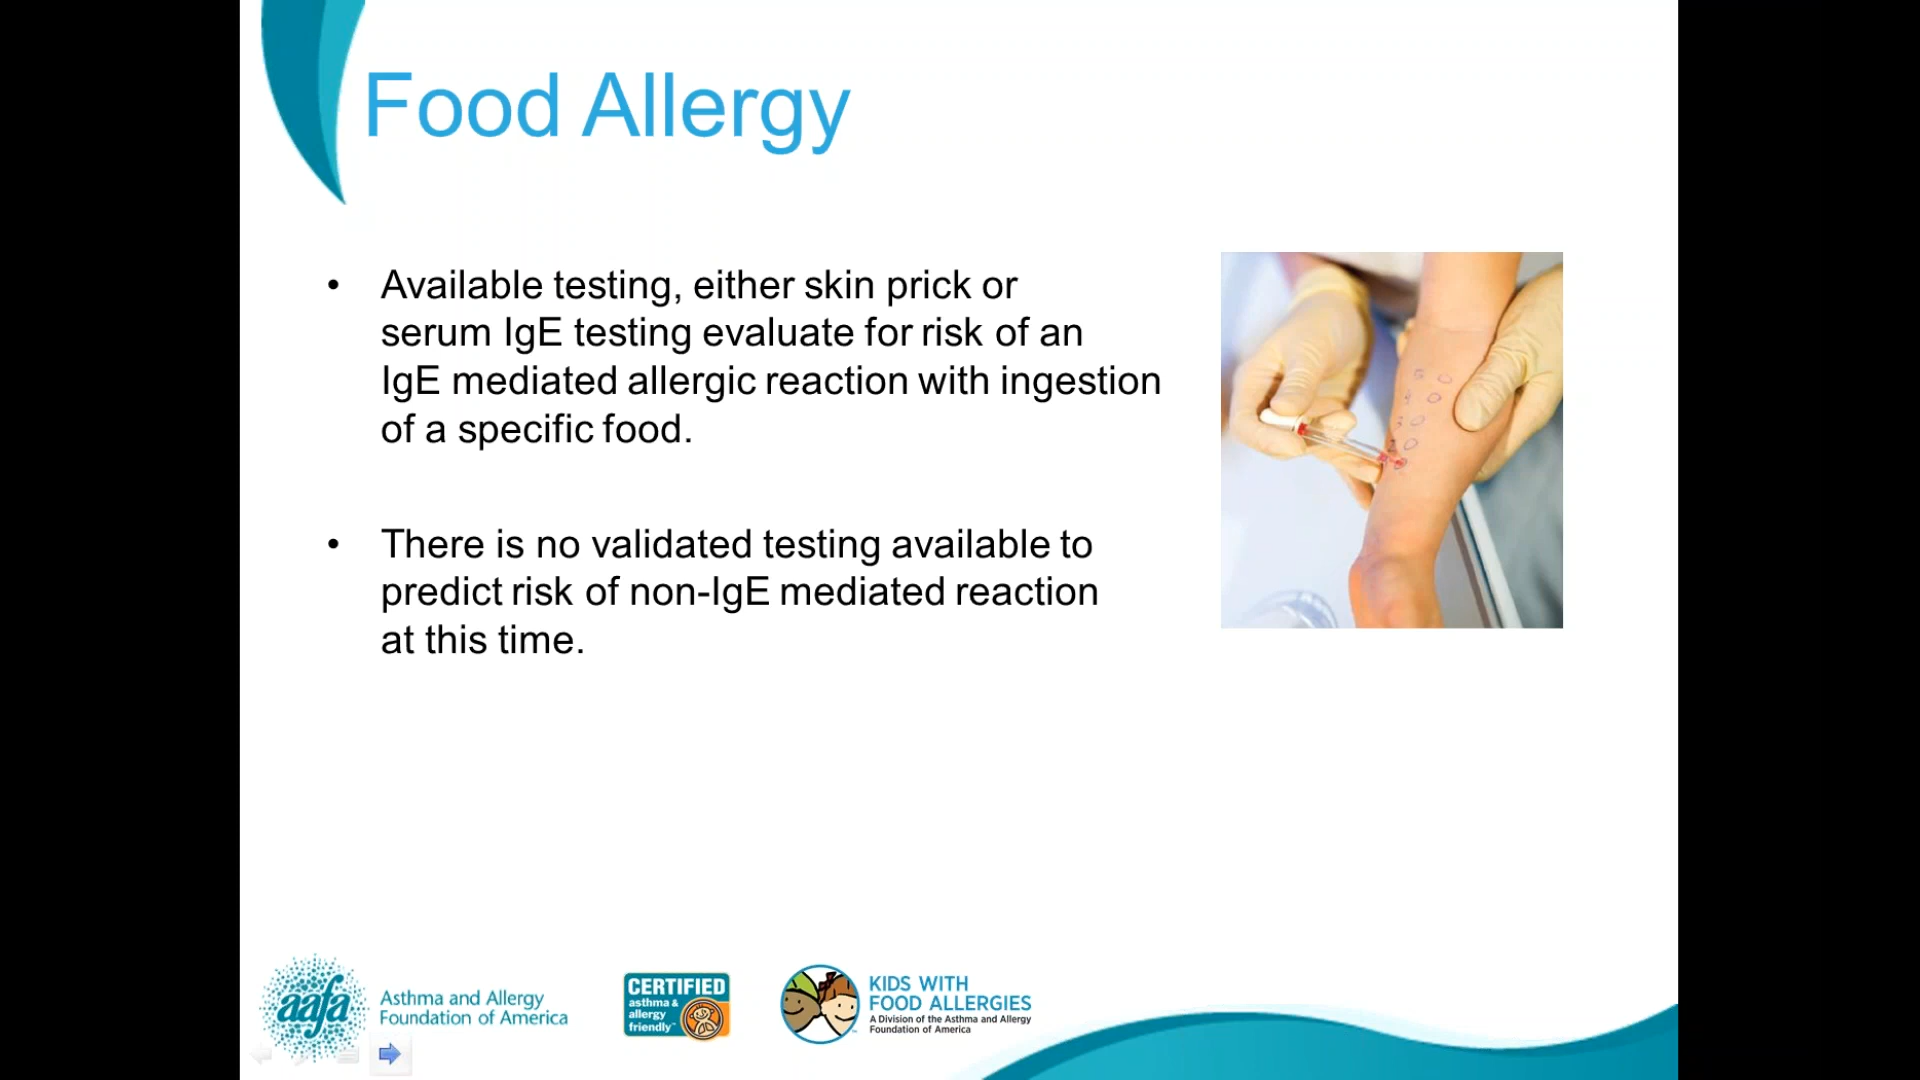 Food Allergy
• Available testing, either skin prick or
serum IgE testing evaluate for risk of an
IgE mediated allergic reaction with ingestion
of a specific food.
• There is no validated testing available to
predict risk of non-IgE mediated reaction
at this time.
aafa
Asthma and Allergy
Foundation of America
CERTIFIED
asthma &
allergy
friendly™
KIDS WITH
FOOD ALLERGIES
A Division of the Asthma and Allergy
Foundation of America